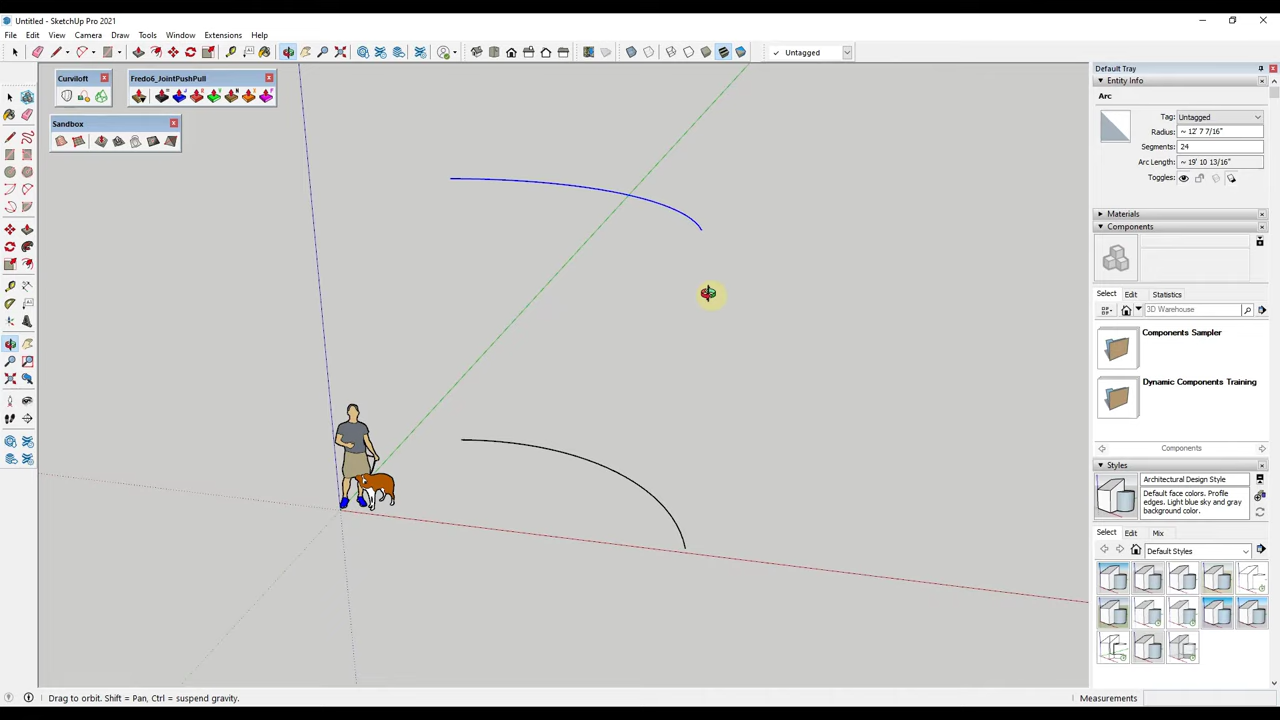 Untitled - SketchUp Pro 2021
File Edit View Camera Draw Tools Window Extensions Help
Untagged
Curviloft
Fredo6_JointPushPull
Sandbox
Default Tray
Entity Info
Arc
Tag: Untagged
Radius: ~ 12' 7 7/16"
Segments: 24
Arc Length: ~ 19' 10 13/16"
Toggles:
Materials
Components
Select Edit Statistics
3D Warehouse
Components Sampler
Dynamic Components Training
Components
Styles
Architectural Design Style
Default face colors. Profile
edges. Light blue sky and gray
background color.
Select Edit Mix
Default Styles
Drag to orbit. Shift = Pan, Ctrl = suspend gravity.
Measurements